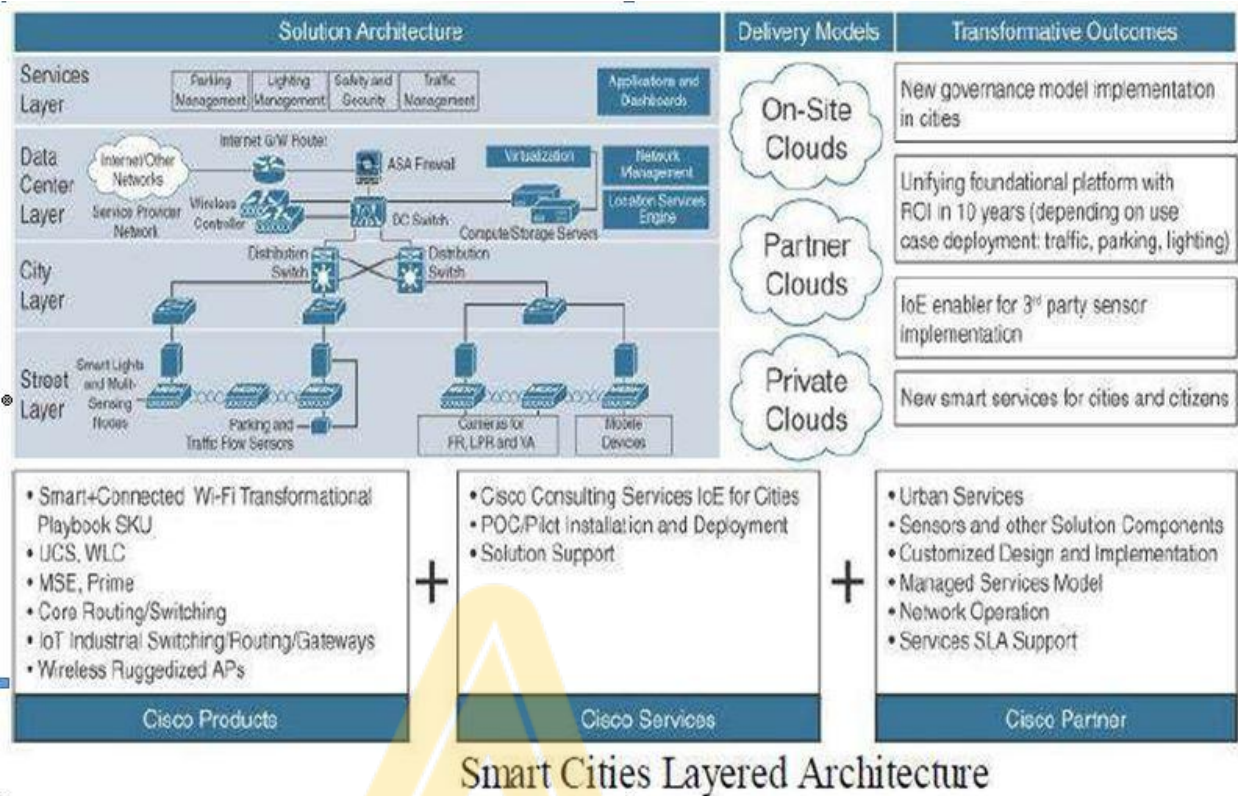 Solution Architecture
Delivery Models
Transformative Outcomes
Services
Layer
Parking
Management
Lighting
Management
Safety and
Security
Traffic
Management
Applications and
Dashboards
Data
Center
Layer
Internet/Other
Networks
Service Provider
Network
Internet G/W Router
ASA Firewall
Wireless
Controller
DC Switch
Virtualization
Compute/Storage Servers
Network
Management
Location Services
Engine
City
Layer
Distribution
Switch
Distribution
Switch
Street
Layer
Smart Lights
and Multi-
Sensing
Nodes
Parking and
Traffic Flow Sensors
Cameras for
FR, LPR and VA
Mobile
Devices
On-Site
Clouds
Partner
Clouds
Private
Clouds
New governance model implementation
in cities
Unifying foundational platform with
ROI in 10 years (depending on use
case deployment: traffic, parking, lighting)
IoE enabler for 3rd party sensor
implementation
New smart services for cities and citizens
• Smart+Connected Wi-Fi Transformational
Playbook SKU
• UCS, WLC
• MSE, Prime
• Core Routing/Switching
• IoT Industrial Switching/Routing/Gateways
• Wireless Ruggedized APs
Cisco Products
+
• Cisco Consulting Services IoE for Cities
• POC/Pilot Installation and Deployment
• Solution Support
Cisco Services
+
• Urban Services
• Sensors and other Solution Components
• Customized Design and Implementation
• Managed Services Model
• Network Operation
• Services SLA Support
Cisco Partner
Smart Cities Layered Architecture